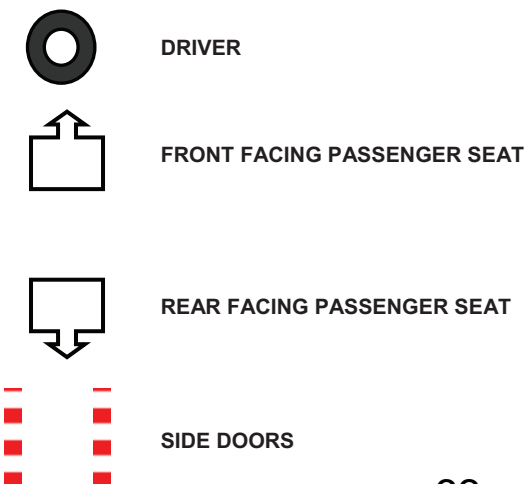 DRIVER
FRONT FACING PASSENGER SEAT
REAR FACING PASSENGER SEAT
SIDE DOORS